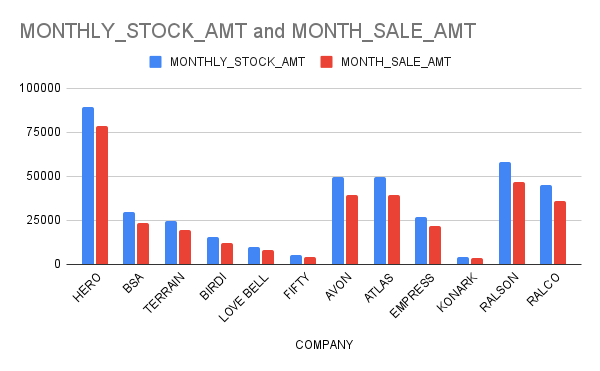 MONTHLY_STOCK_AMT and MONTH_SALE_AMT
MONTHLY_STOCK_AMT MONTH_SALE_AMT
100000
75000
50000
25000
0
HERO BSA TERRAIN BIRDI LOVE BELL FIFTY AVON ATLAS EMPRESS KONARK RALSON RALCO
COMPANY